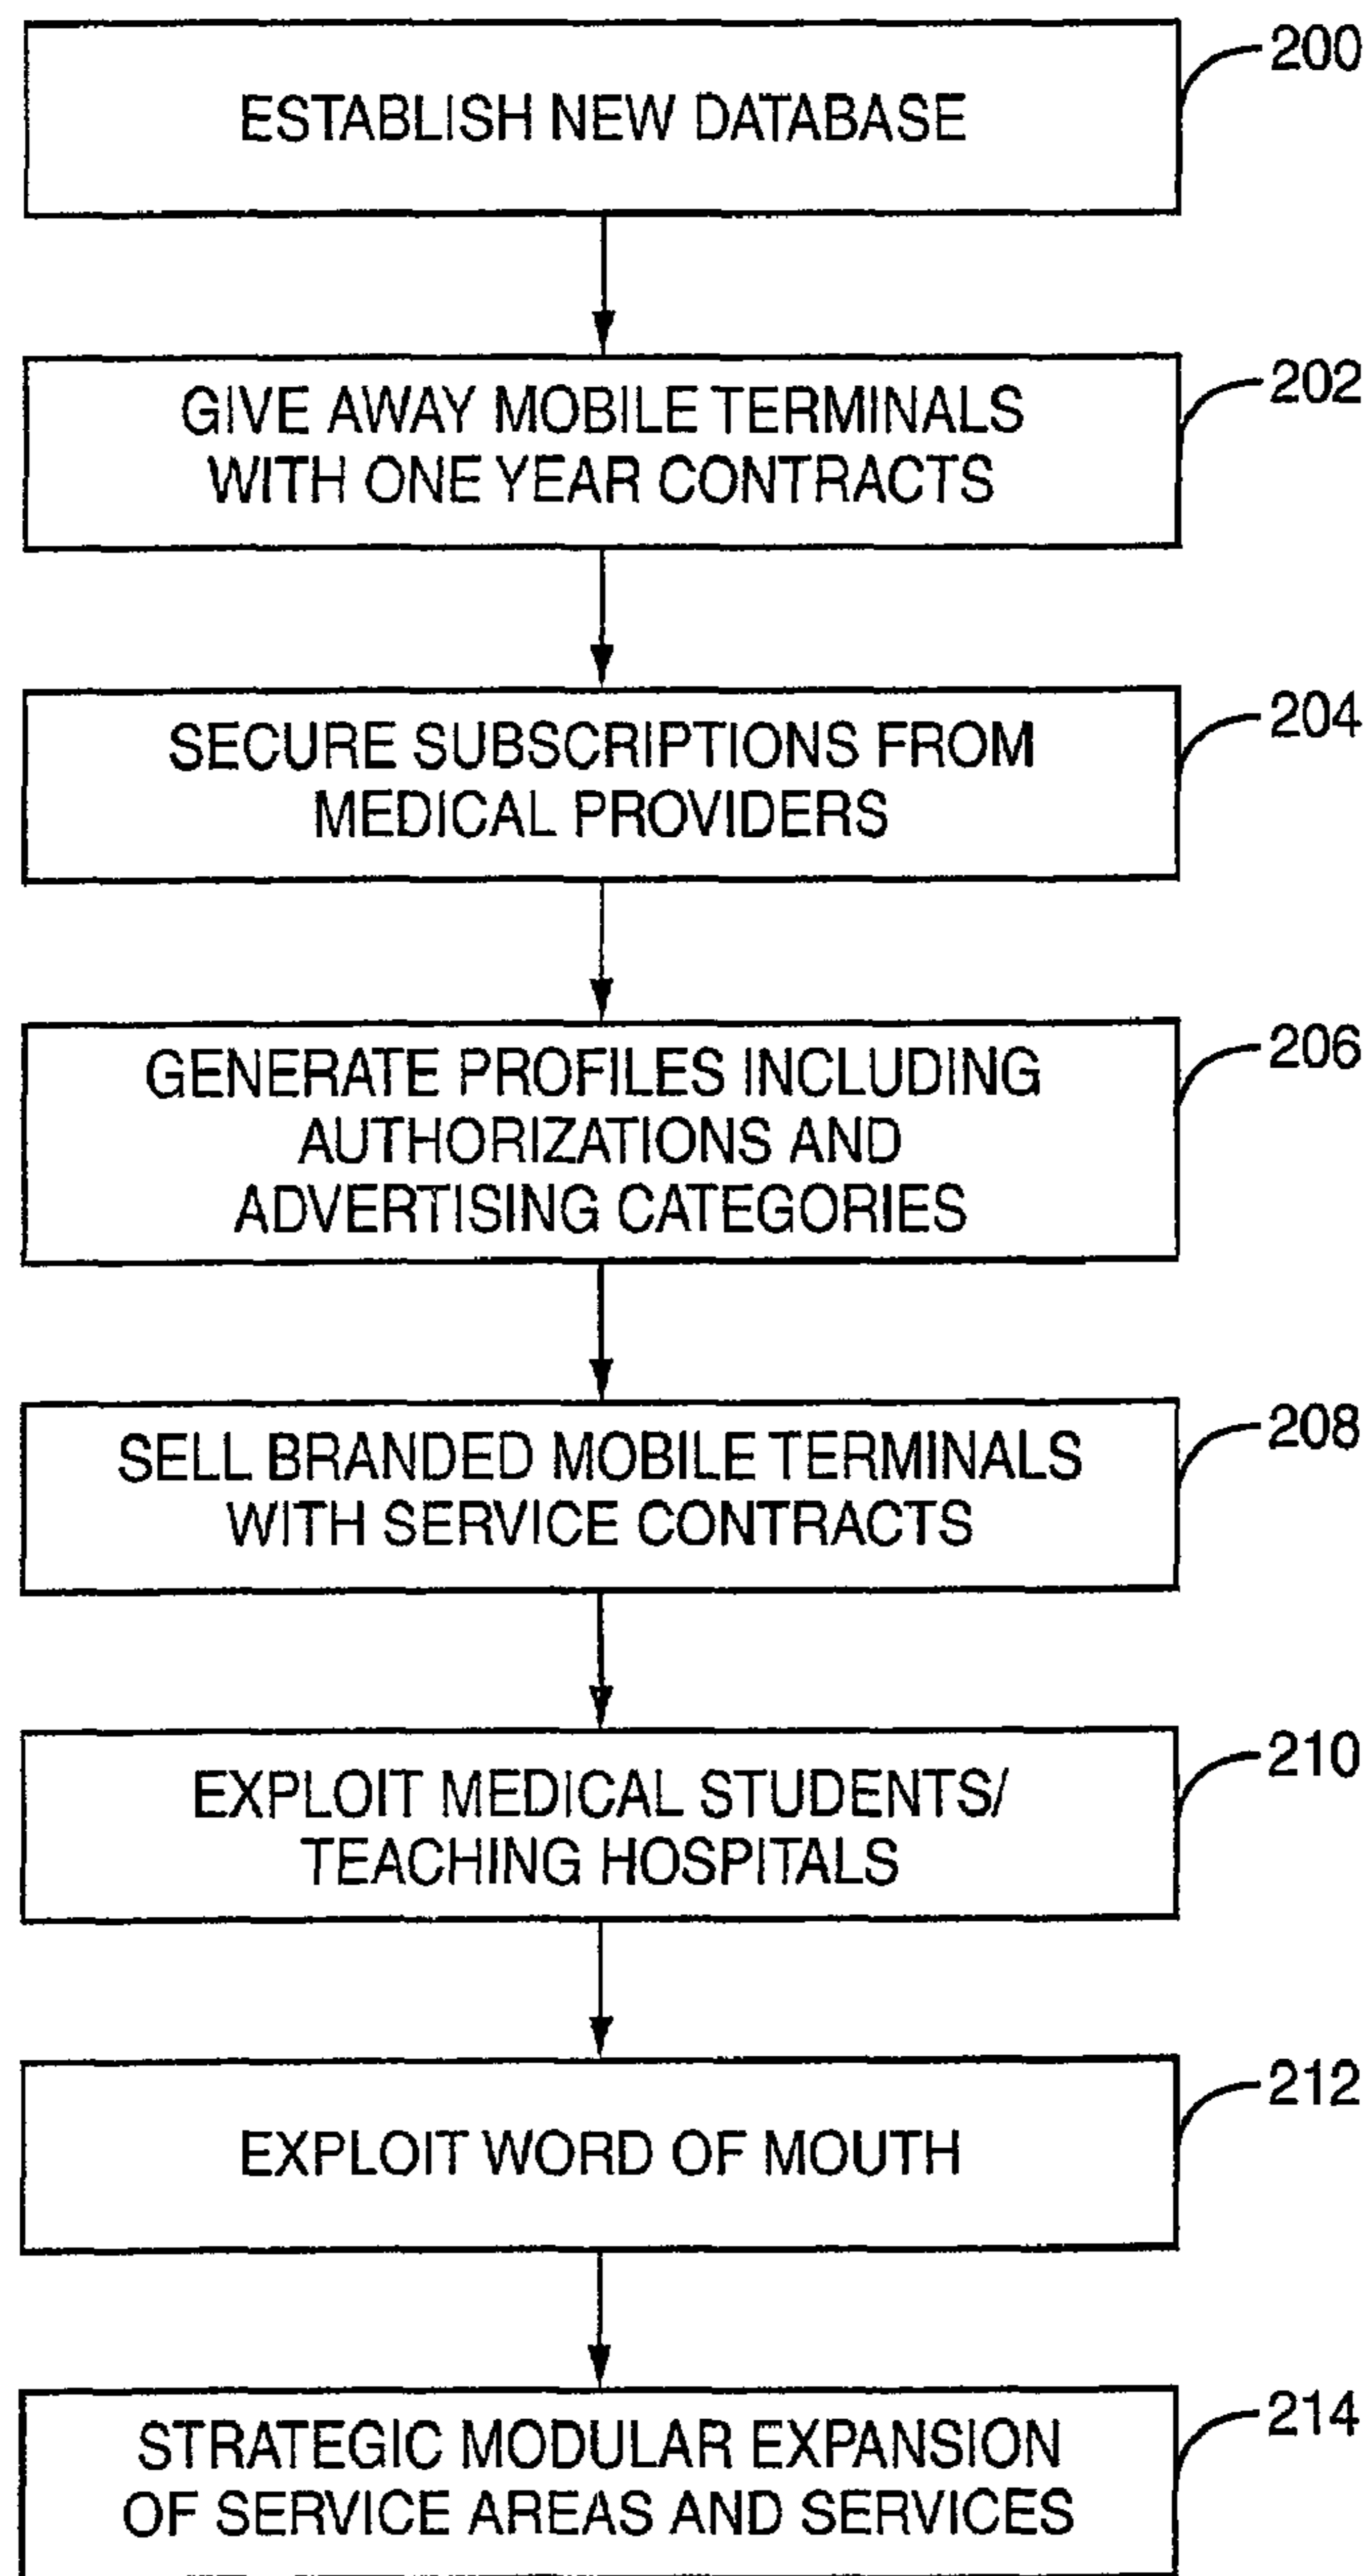 ESTABLISH NEW DATABASE
200
GIVE AWAY MOBILE TERMINALS
WITH ONE YEAR CONTRACTS
202
SECURE SUBSCRIPTIONS FROM
MEDICAL PROVIDERS
204
GENERATE PROFILES INCLUDING
AUTHORIZATIONS AND
ADVERTISING CATEGORIES
206
SELL BRANDED MOBILE TERMINALS
WITH SERVICE CONTRACTS
208
EXPLOIT MEDICAL STUDENTS/
TEACHING HOSPITALS
210
EXPLOIT WORD OF MOUTH
212
STRATEGIC MODULAR EXPANSION
OF SERVICE AREAS AND SERVICES
214